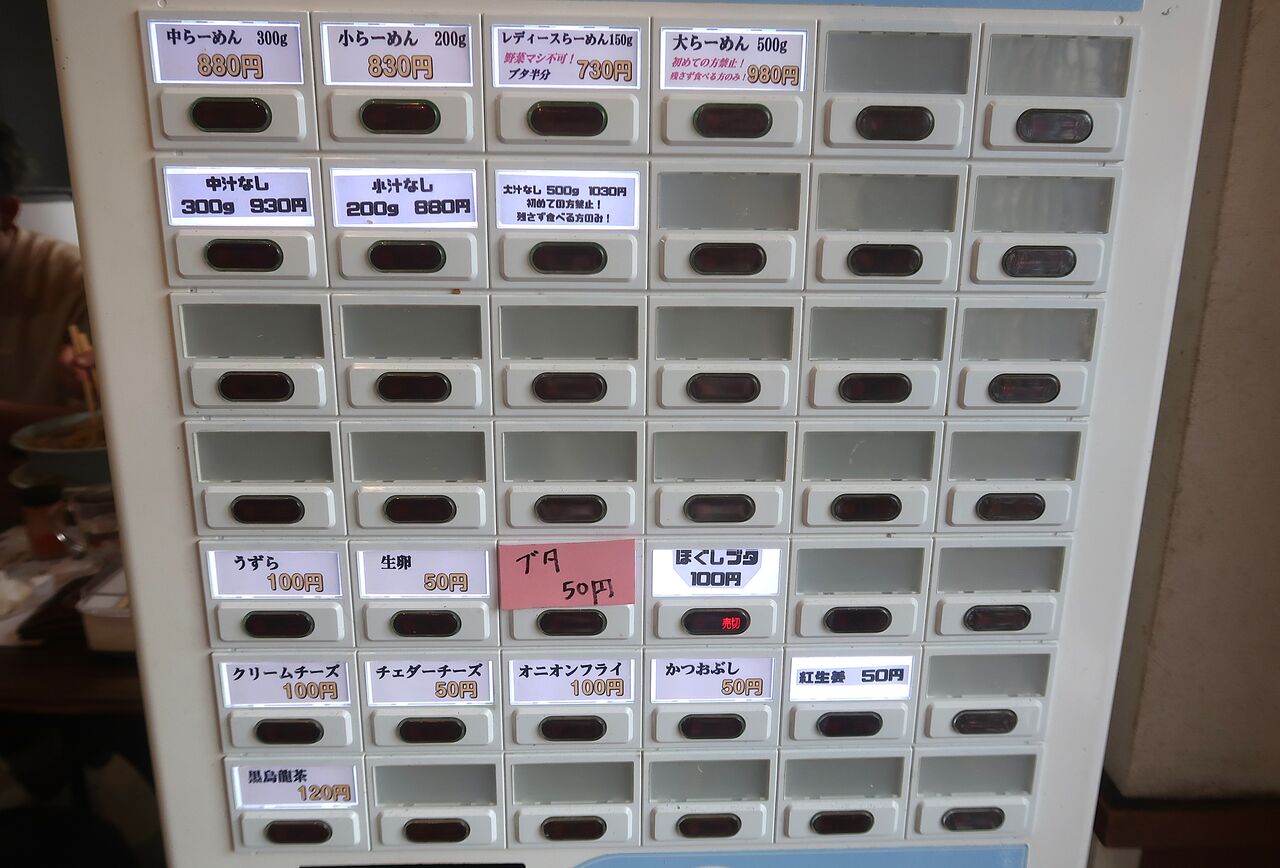 中らーめん 300g
880円
小らーめん 200g
830円
レディースらーめん150g
野菜マシ不可！
ブタ半分 730円
大らーめん 500g
初めての方禁止！
残さず食べる方のみ！980円
中汁なし
300g 930円
小汁なし
200g 880円
大汁なし 500g 1030円
初めての方禁止！
残さず食べる方のみ！
うずら
100円
生卵
50円
ブタ
50円
ほぐしブタ
100円
売切
クリームチーズ
100円
チェダーチーズ
50円
オニオンフライ
100円
かつおぶし
50円
紅生姜 50円
黒烏龍茶
120円